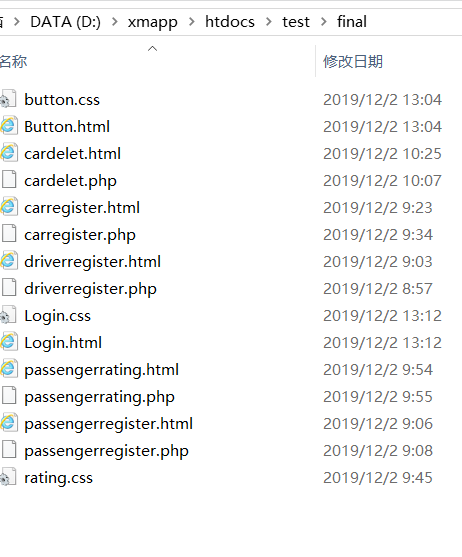 DATA (D:) > xmapp > htdocs > test > final
名称 修改日期
button.css 2019/12/2 13:04
Button.html 2019/12/2 13:04
cardelet.html 2019/12/2 10:25
cardelet.php 2019/12/2 10:07
carregister.html 2019/12/2 9:23
carregister.php 2019/12/2 9:34
driverregister.html 2019/12/2 9:03
driverregister.php 2019/12/2 8:57
Login.css 2019/12/2 13:12
Login.html 2019/12/2 13:12
passengerrating.html 2019/12/2 9:54
passengerrating.php 2019/12/2 9:55
passengerregister.html 2019/12/2 9:06
passengerregister.php 2019/12/2 9:08
rating.css 2019/12/2 9:45